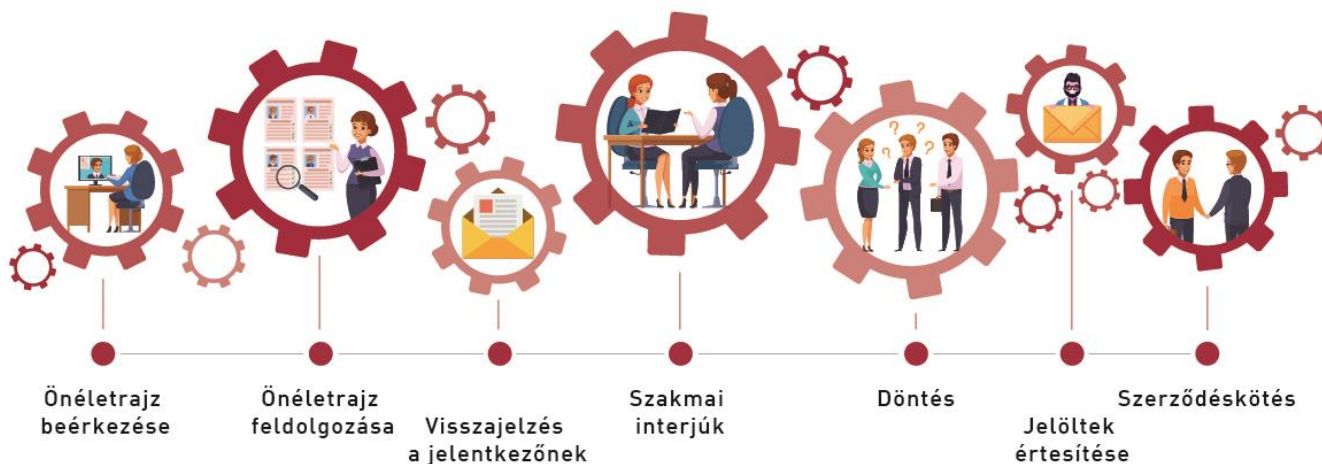 Önéletrajz
beérkezése
Önéletrajz
feldolgozása
Visszajelzés
a jelentkezőnek
Szakmai
interjúk
Döntés
Jelöltek
értesítése
Szerződéskötés